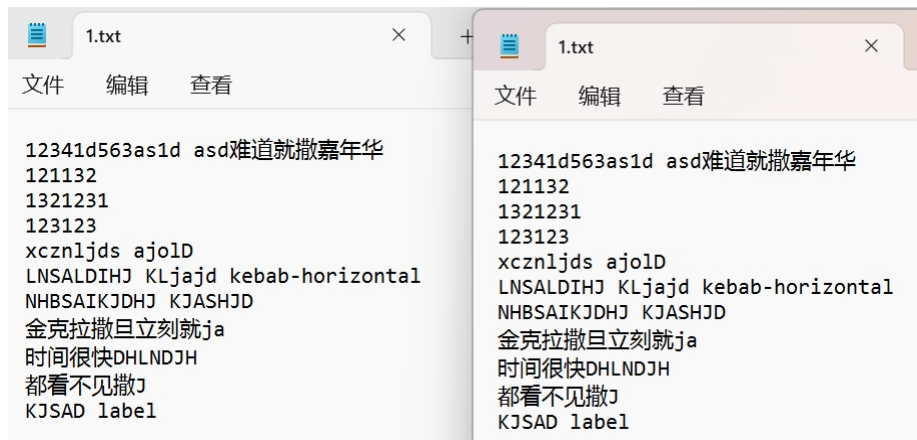 1.txt
文件 编辑 查看
12341d563as1d asd难道就撒嘉年华
121132
1321231
123123
xcznljds ajolD
LNSALDIHJ KLjajd kebab-horizontal
NHBSAIKJDHJ KJASHJD
金克拉撒旦立刻就ja
时间很快DHLNDJH
都看不见撒J
KJSAD label
1.txt
文件 编辑 查看
12341d563as1d asd难道就撒嘉年华
121132
1321231
123123
xcznljds ajolD
LNSALDIHJ KLjajd kebab-horizontal
NHBSAIKJDHJ KJASHJD
金克拉撒旦立刻就ja
时间很快DHLNDJH
都看不见撒J
KJSAD label